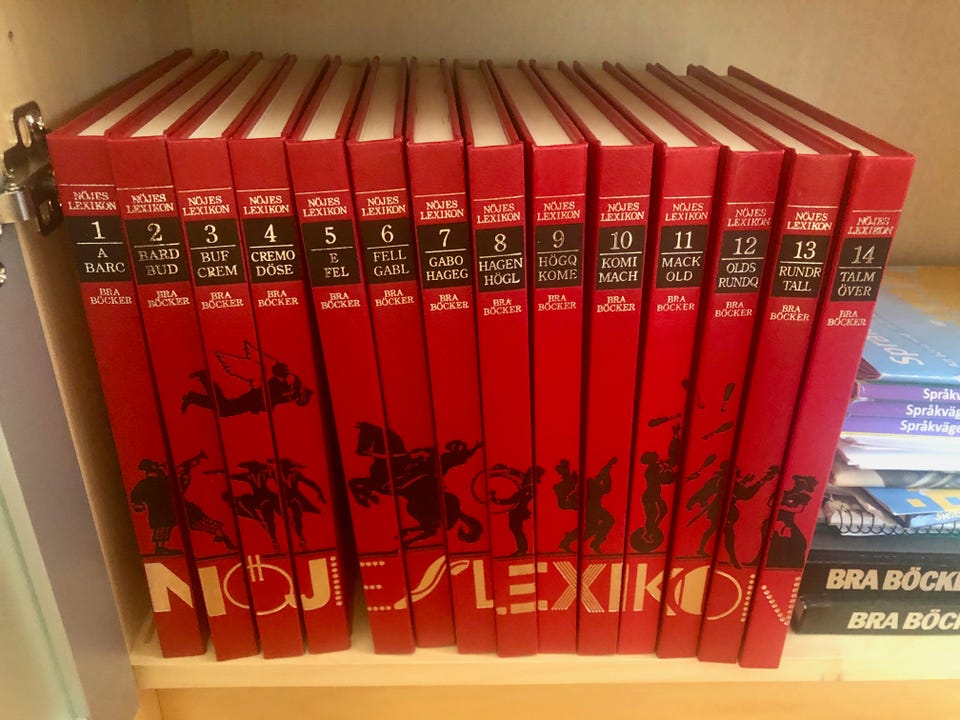 NÖJES
LEXIKON
1
A
BARC
BRA
BÖCKER
NÖJES
LEXIKON
2
BARD
BUD
BRA
BÖCKER
NÖJES
LEXIKON
3
BUF
CREM
BRA
BÖCKER
NÖJES
LEXIKON
4
CREMO
DÖSE
BRA
BÖCKER
NÖJES
LEXIKON
5
E
FEL
BRA
BÖCKER
NÖJES
LEXIKON
6
FELL
GABL
BRA
BÖCKER
NÖJES
LEXIKON
7
GABO
HAGEG
BRA
BÖCKER
NÖJES
LEXIKON
8
HAGEN
HÖGL
BRA
BÖCKER
NÖJES
LEXIKON
9
HÖGQ
KOME
BRA
BÖCKER
NÖJES
LEXIKON
10
KOMI
MACH
BRA
BÖCKER
NÖJES
LEXIKON
11
MACK
OLD
BRA
BÖCKER
NÖJES
LEXIKON
12
OLDS
RUNDQ
BRA
BÖCKER
NÖJES
LEXIKON
13
RUNDR
TALL
BRA
BÖCKER
NÖJES
LEXIKON
14
TALM
ÖVER
BRA
BÖCKER
NÖJESLEXIKON
Språkv
Språkväg
Språkväge
BRA BÖCKE
BRA BÖC